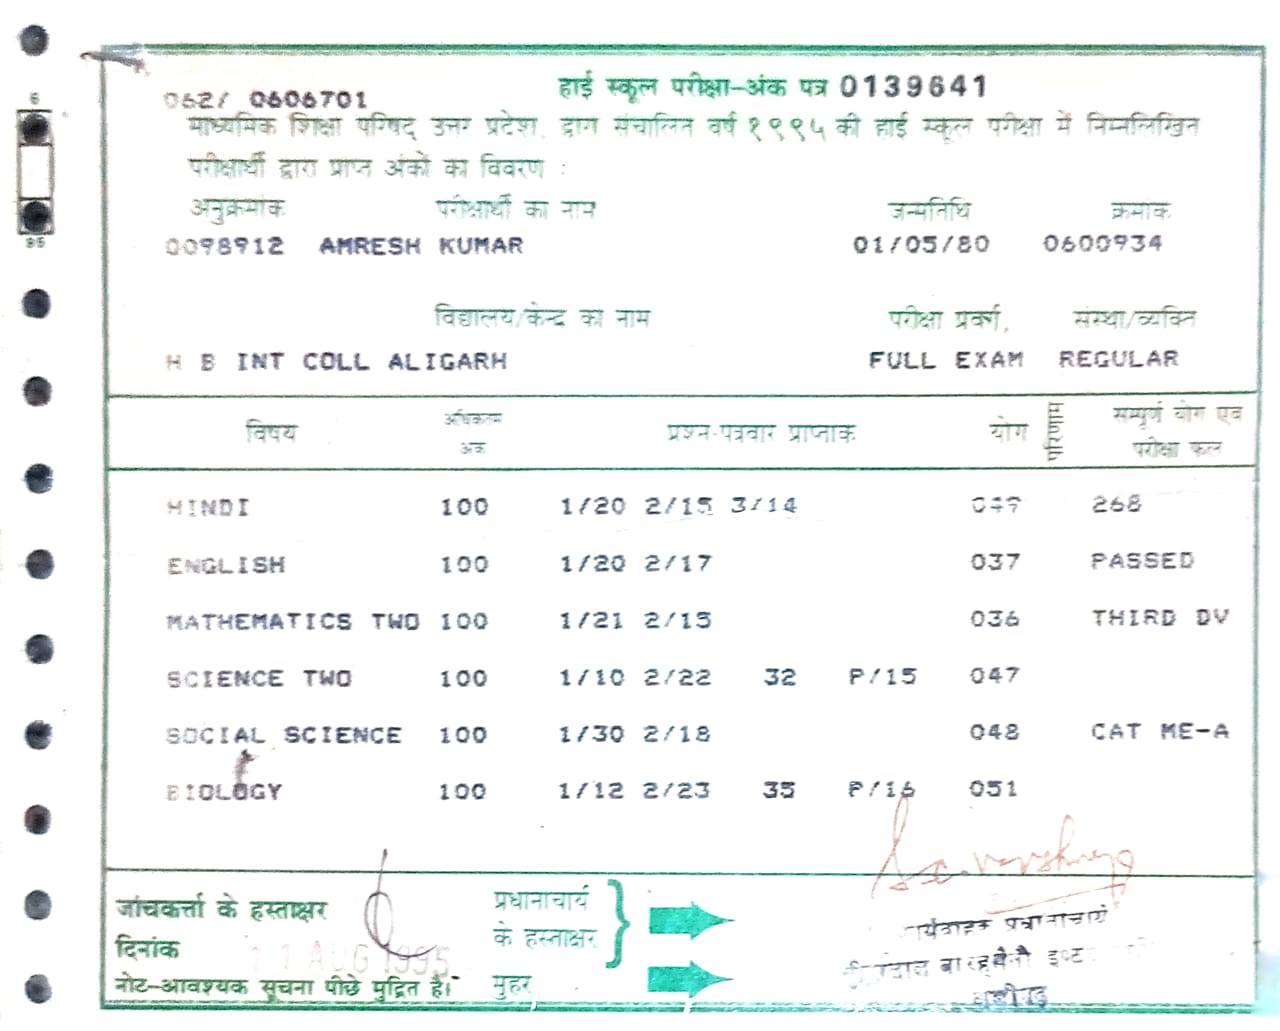 हाई स्कूल परीक्षा-अंक पत्र 0139641
062/ 0606701
माध्यमिक शिक्षा परिषद् उत्तर प्रदेश, द्वारा संचालित वर्ष १९९५ की हाई स्कूल परीक्षा में निम्नलिखित
परीक्षार्थी द्वारा प्राप्त अंकों का विवरण :
अनुक्रमांक परीक्षार्थी का नाम जन्मतिथि क्रमांक
0098912 AMRESH KUMAR 01/05/80 0600934
विद्यालय/केन्द्र का नाम परीक्षा प्रवर्ग, संस्था/व्यक्ति
H B INT COLL ALIGARH FULL EXAM REGULAR
विषय अधिकतम अंक प्रश्न-पत्रवार प्राप्तांक योग परिणाम सम्पूर्ण योग एवं परीक्षा फल
HINDI 100 1/20 2/15 3/14 049 268
ENGLISH 100 1/20 2/17 037 PASSED
MATHEMATICS TWO 100 1/21 2/15 036 THIRD DV
SCIENCE TWO 100 1/10 2/22 32 P/15 047
SOCIAL SCIENCE 100 1/30 2/18 048 CAT ME-A
BIOLOGY 100 1/12 2/23 35 P/16 051
जांचकर्त्ता के हस्ताक्षर
प्रधानाचार्य
के हस्ताक्षर
दिनांक 11 AUG 1995
नोट-आवश्यक सूचना पीछे मुद्रित है। मुहर
6
95